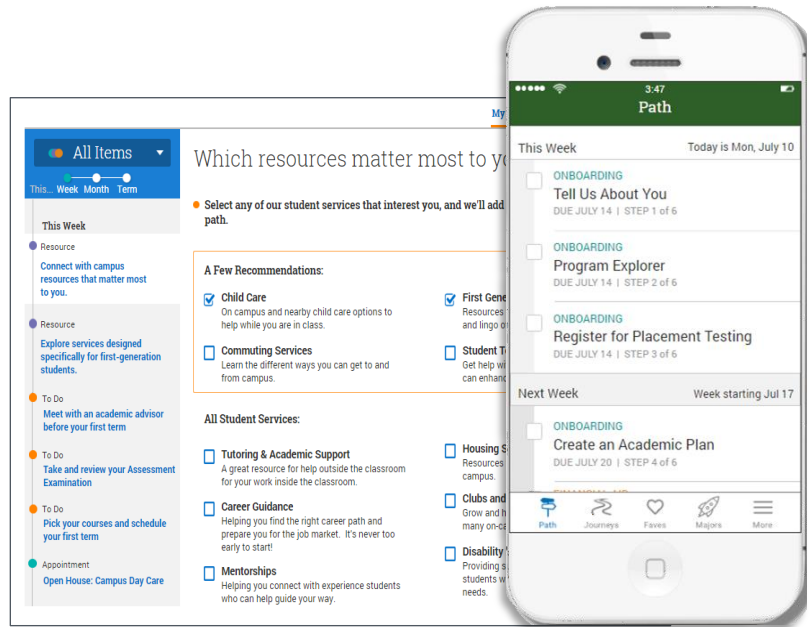 My
All Items
This... Week Month Term
This Week
Resource
Connect with campus
resources that matter most
to you.
Resource
Explore services designed
specifically for first-generation
students.
To Do
Meet with an academic advisor
before your first term
To Do
Take and review your Assessment
Examination
To Do
Pick your courses and schedule
your first term
Appointment
Open House: Campus Day Care
Which resources matter most to yo
Select any of our student services that interest you, and we'll add
path.
A Few Recommendations:
Child Care
On campus and nearby child care options to
help while you are in class.
Commuting Services
Learn the different ways you can get to and
from campus.
First Gene
Resources
and lingo o
Student T
Get help wi
can enhanc
All Student Services:
Tutoring & Academic Support
A great resource for help outside the classroom
for your work inside the classroom.
Career Guidance
Helping you find the right career path and
prepare you for the job market. It's never too
early to start!
Mentorships
Helping you connect with experience students
who can help guide your way.
Housing S
Resources
campus.
Clubs and
Grow and h
many on-ca
Disability
Providing s
students w
needs.
3:47
Path
This Week Today is Mon, July 10
ONBOARDING
Tell Us About You
DUE JULY 14 | STEP 1 of 6
ONBOARDING
Program Explorer
DUE JULY 14 | STEP 2 of 6
ONBOARDING
Register for Placement Testing
DUE JULY 14 | STEP 3 of 6
Next Week Week starting Jul 17
ONBOARDING
Create an Academic Plan
DUE JULY 20 | STEP 4 of 6
FINANCIAL AID
Path Journeys Faves Majors More